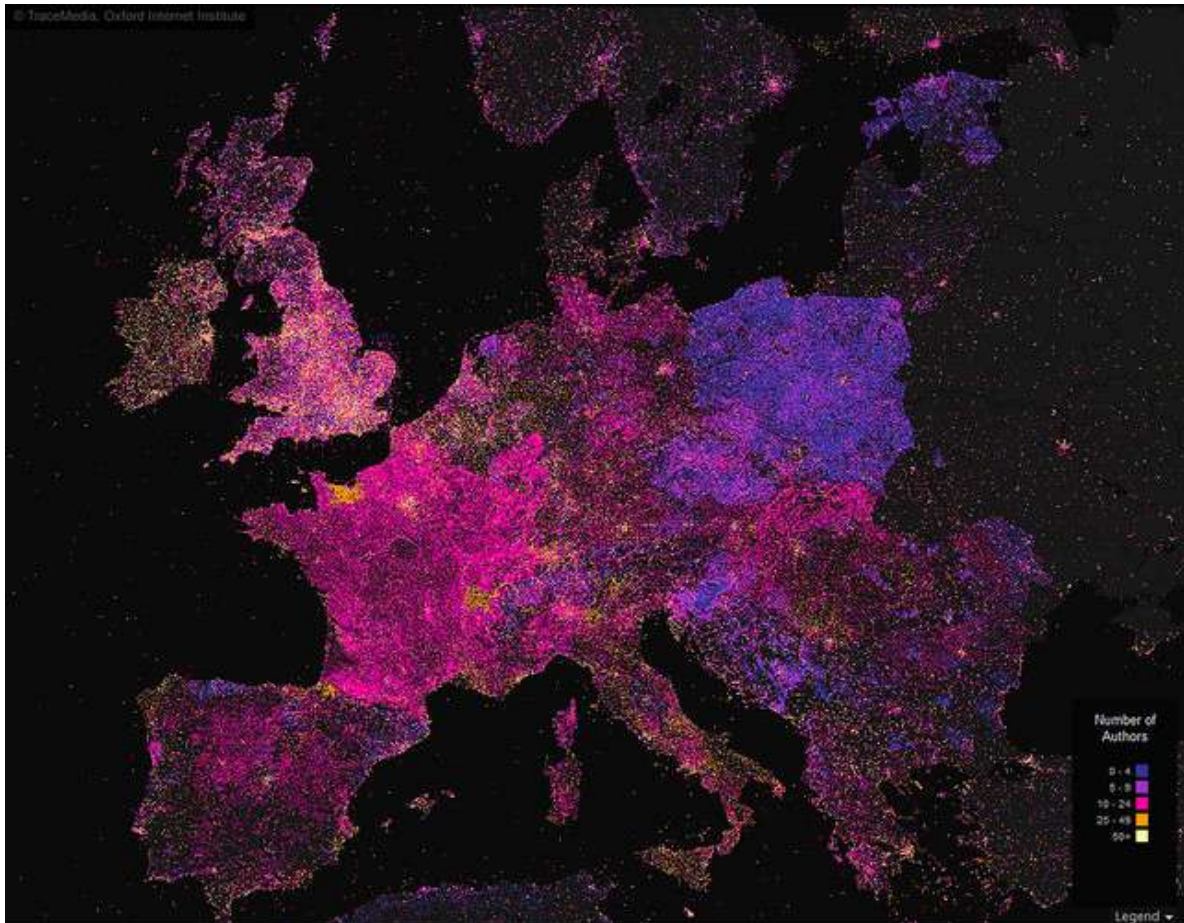 © TraceMedia, Oxford Internet Institute
Number of
Authors
0 - 4
5 - 9
10 - 24
25 - 49
50+
Legend